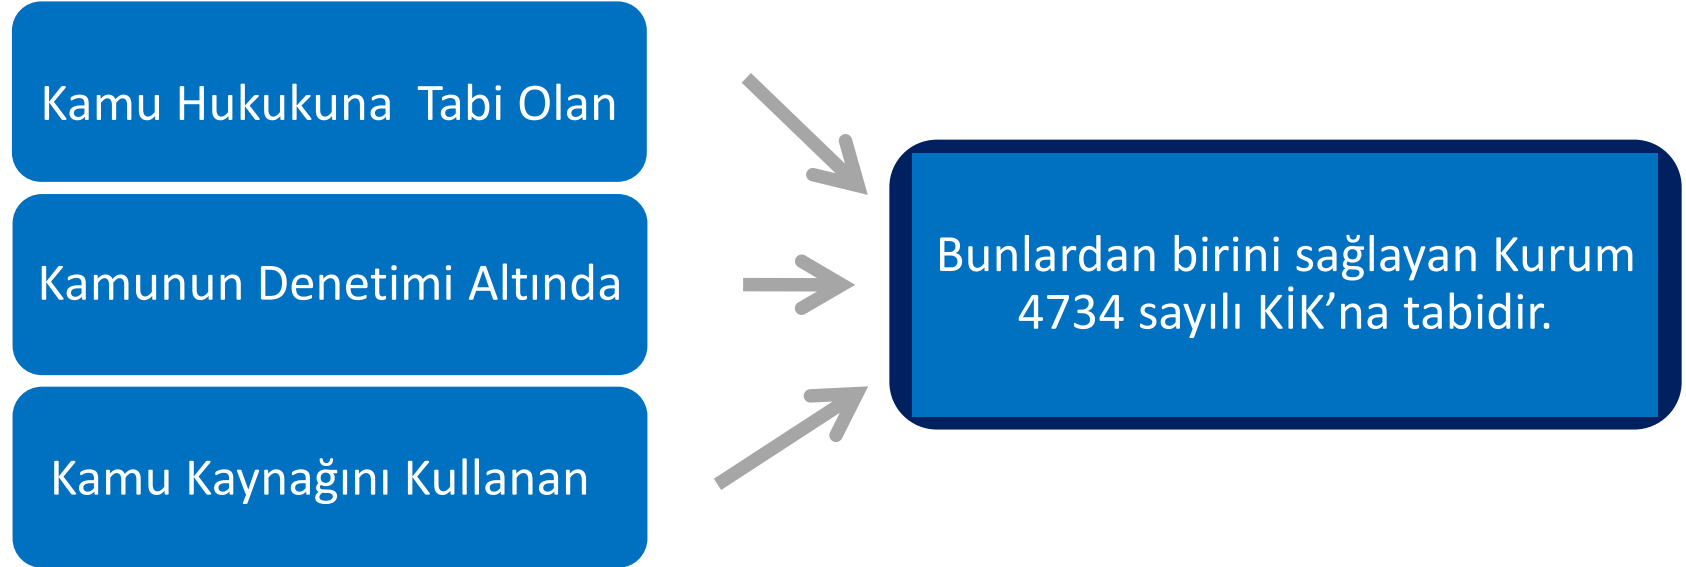 Kamu Hukukuna  Tabi Olan
Kamunun Denetimi Altında
Kamu Kaynağını Kullanan
Bunlardan birini sağlayan Kurum
4734 sayılı KİK’na tabidir.